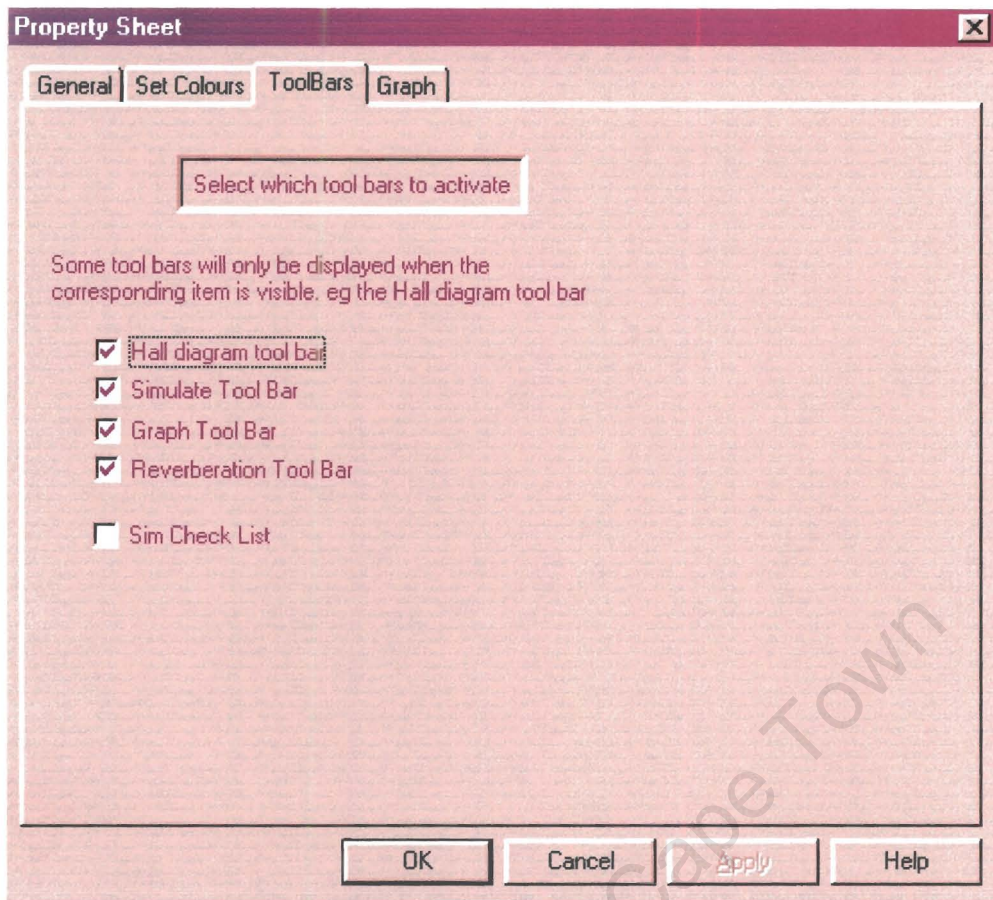 Property Sheet
General Set Colours ToolBars Graph
Select which tool bars to activate
Some tool bars will only be displayed when the
corresponding item is visible. eg the Hall diagram tool bar
Hall diagram tool bar
Simulate Tool Bar
Graph Tool Bar
Reverberation Tool Bar
Sim Check List
OK Cancel Apply Help
Cape Town